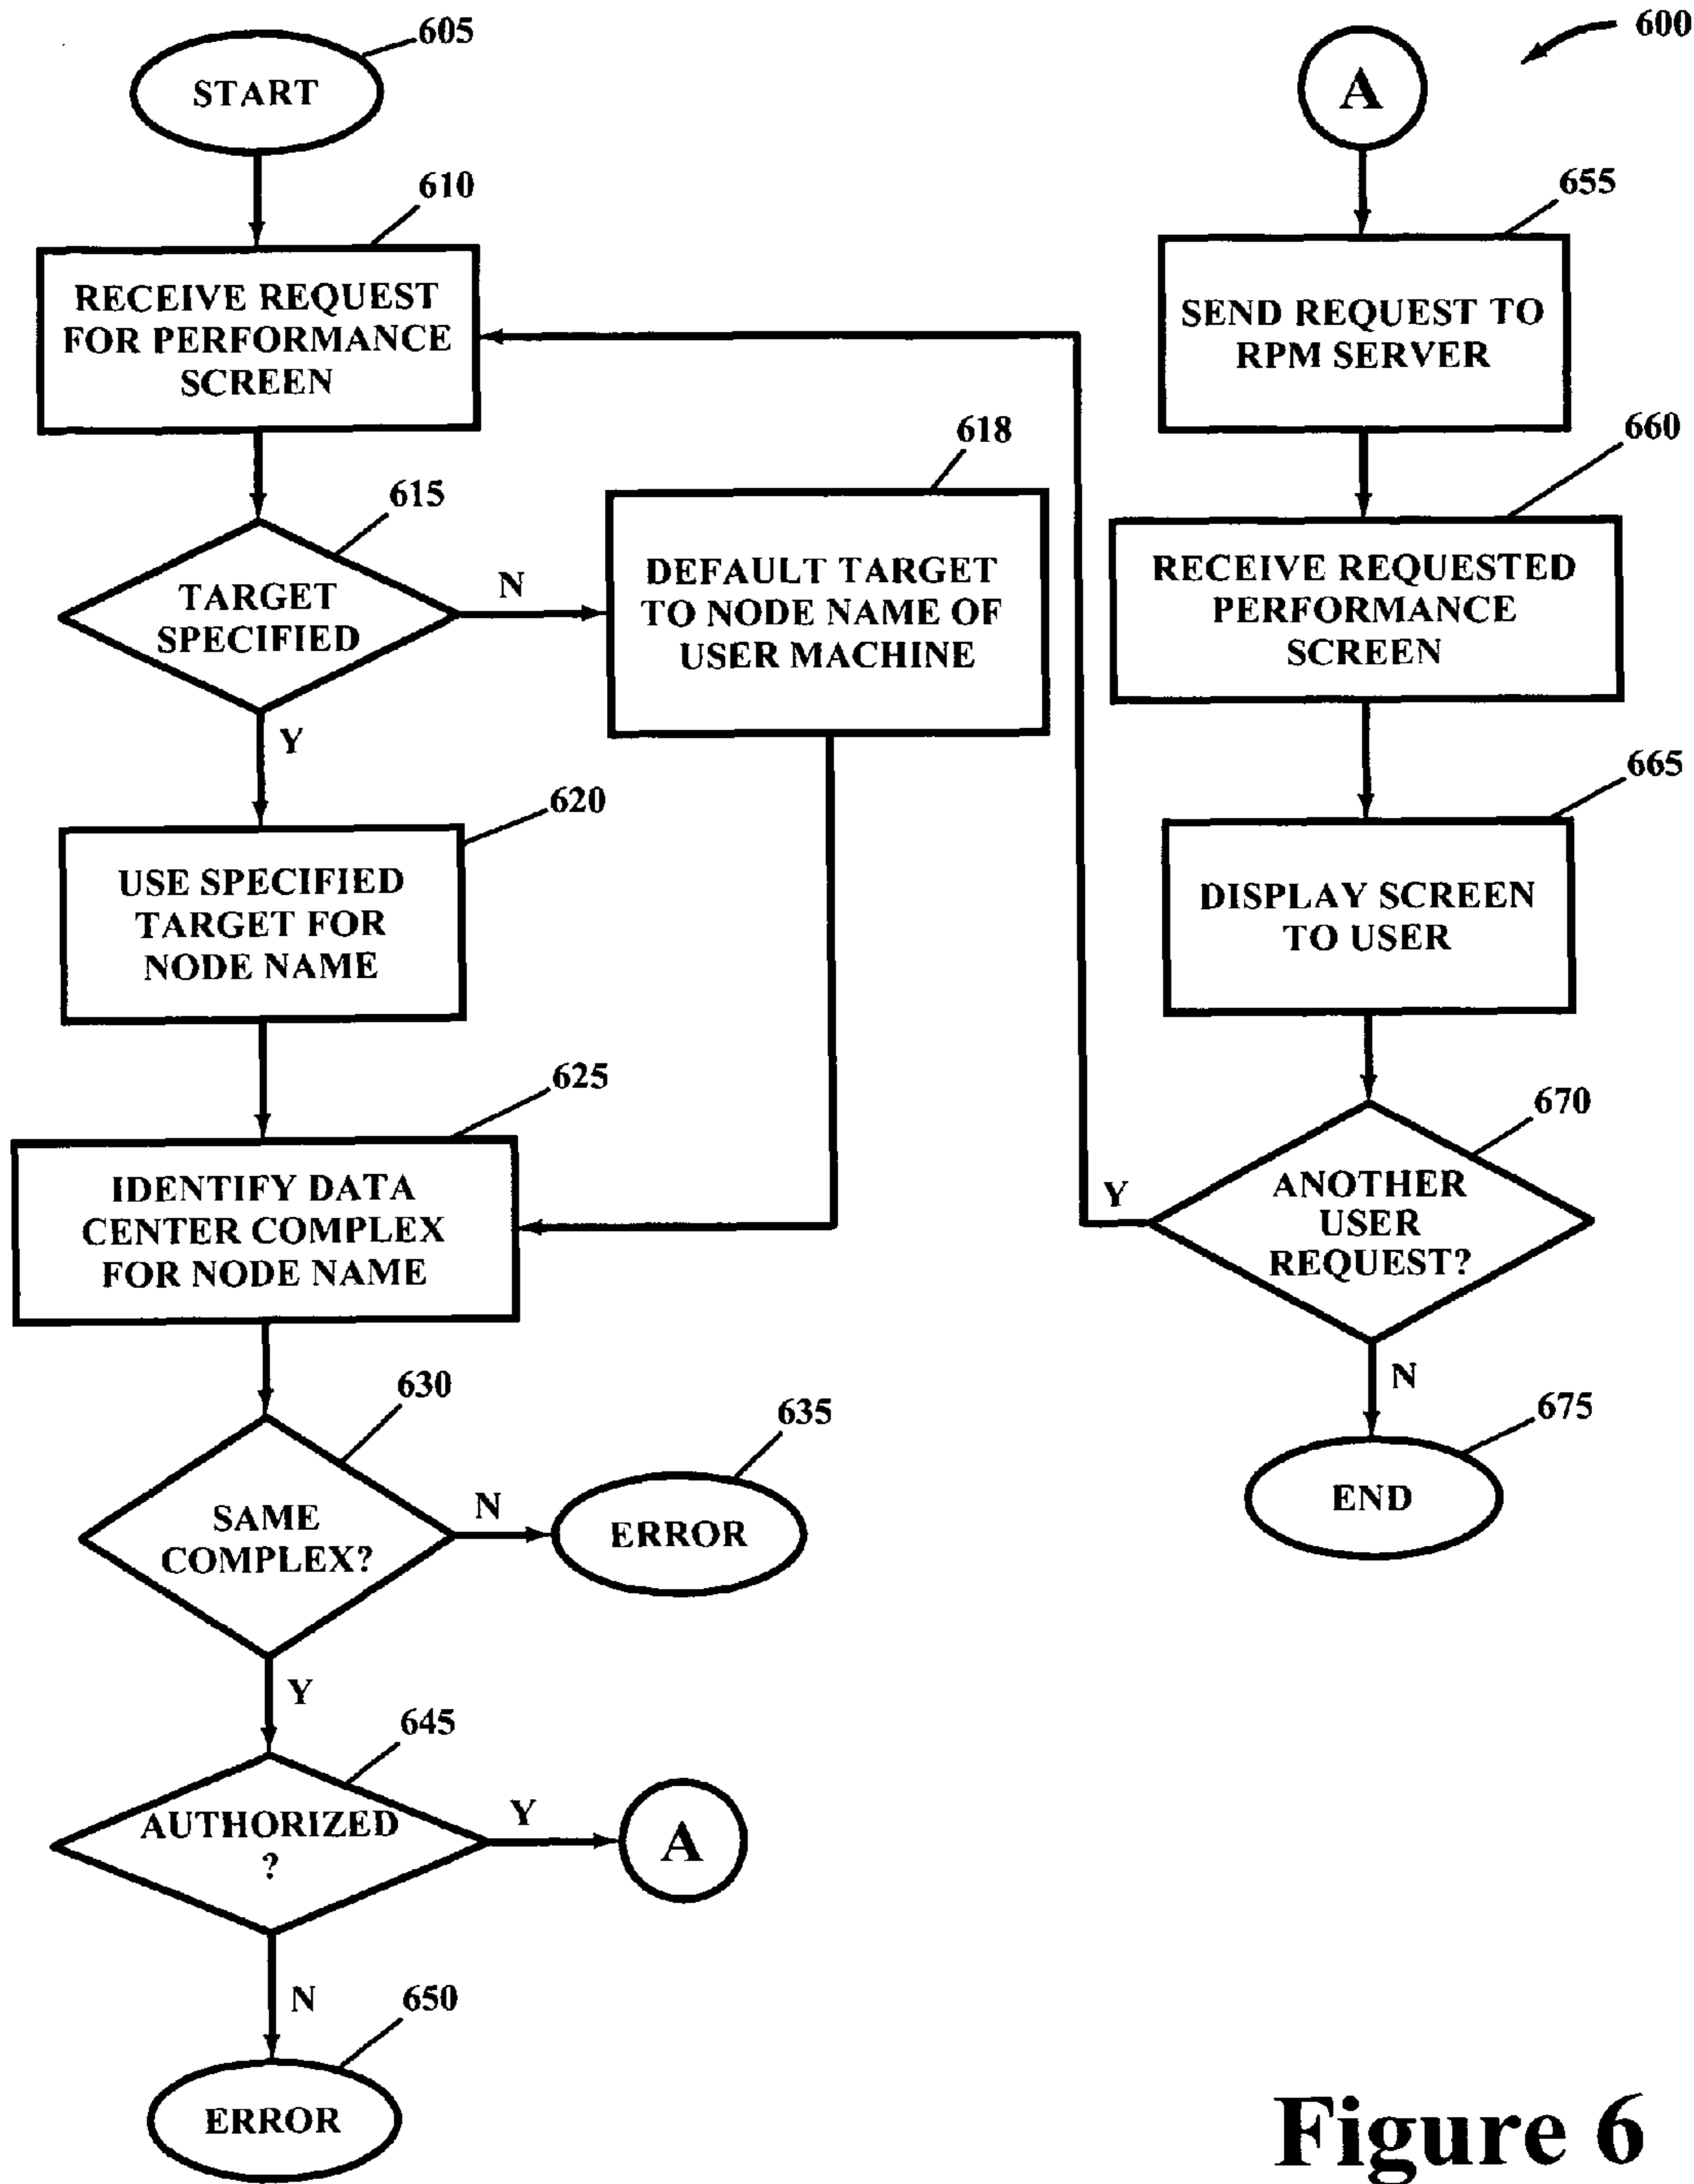 605
START
610
RECEIVE REQUEST
FOR PERFORMANCE
SCREEN
615
TARGET
SPECIFIED
N
Y
618
DEFAULT TARGET
TO NODE NAME OF
USER MACHINE
620
USE SPECIFIED
TARGET FOR
NODE NAME
625
IDENTIFY DATA
CENTER COMPLEX
FOR NODE NAME
630
SAME
COMPLEX?
N
635
ERROR
Y
645
AUTHORIZED
?
Y
A
N
650
ERROR
600
A
655
SEND REQUEST TO
RPM SERVER
660
RECEIVE REQUESTED
PERFORMANCE
SCREEN
665
DISPLAY SCREEN
TO USER
670
ANOTHER
USER
REQUEST?
Y
N
675
END
Figure 6